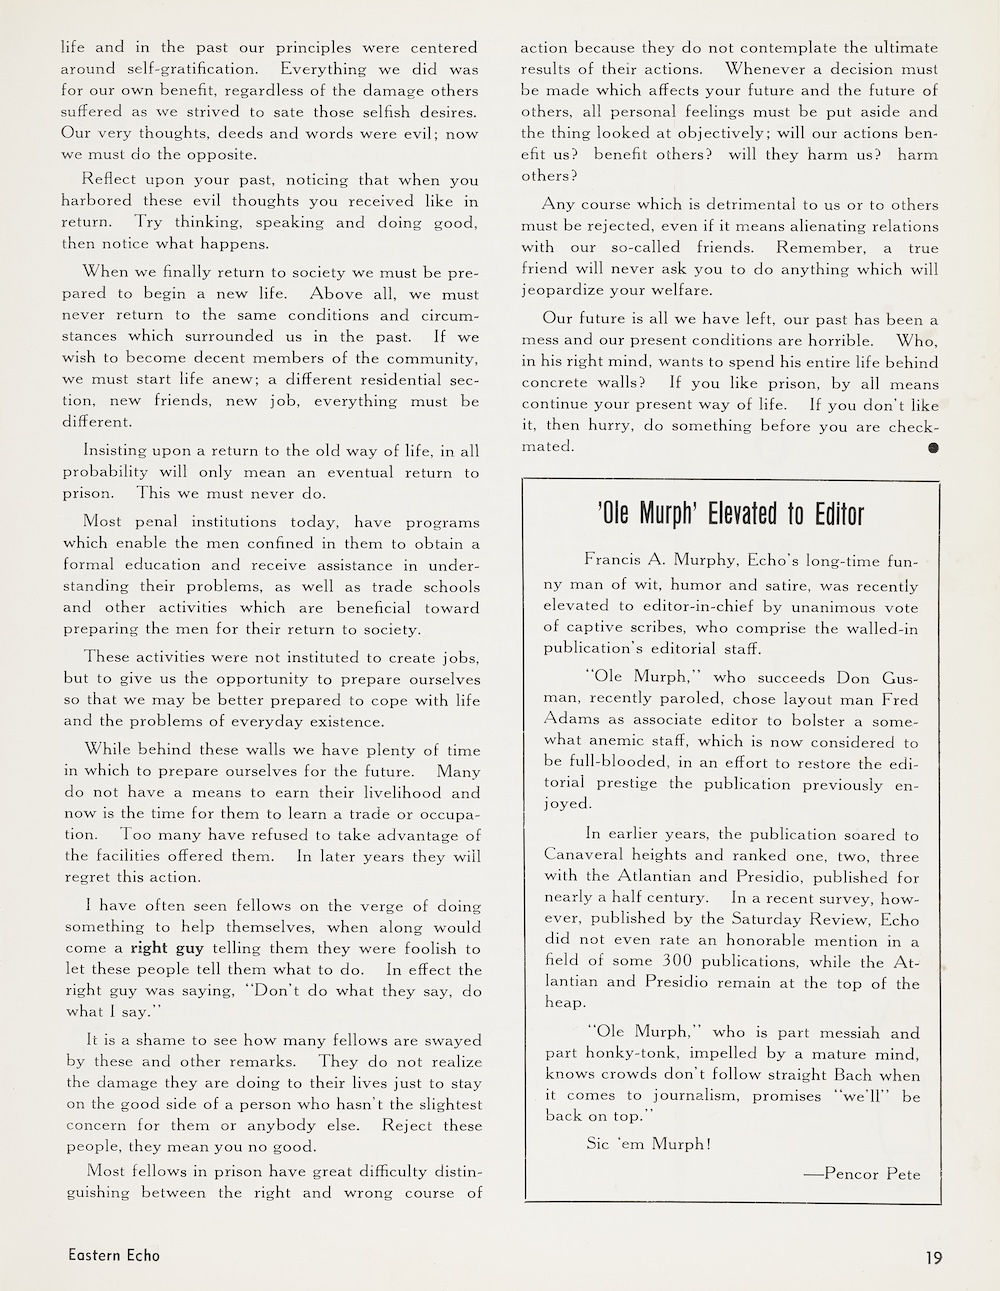 life and in the past our principles were centered
around self-gratification. Everything we did was
for our own benefit, regardless of the damage others
suffered as we strived to sate those selfish desires.
Our very thoughts, deeds and words were evil; now
we must do the opposite.
Reflect upon your past, noticing that when you
harbored these evil thoughts you received like in
return. Try thinking, speaking and doing good,
then notice what happens.
When we finally return to society we must be pre-
pared to begin a new life. Above all, we must
never return to the same conditions and circum-
stances which surrounded us in the past. If we
wish to become decent members of the community,
we must start life anew; a different residential sec-
tion, new friends, new job, everything must be
different.
Insisting upon a return to the old way of life, in all
probability will only mean an eventual return to
prison. This we must never do.
Most penal institutions today, have programs
which enable the men confined in them to obtain a
formal education and receive assistance in under-
standing their problems, as well as trade schools
and other activities which are beneficial toward
preparing the men for their return to society.
These activities were not instituted to create jobs,
but to give us the opportunity to prepare ourselves
so that we may be better prepared to cope with life
and the problems of everyday existence.
While behind these walls we have plenty of time
in which to prepare ourselves for the future. Many
do not have a means to earn their livelihood and
now is the time for them to learn a trade or occupa-
tion. Too many have refused to take advantage of
the facilities offered them. In later years they will
regret this action.
I have often seen fellows on the verge of doing
something to help themselves, when along would
come a right guy telling them they were foolish to
let these people tell them what to do. In effect the
right guy was saying, "Don't do what they say, do
what I say."
It is a shame to see how many fellows are swayed
by these and other remarks. They do not realize
the damage they are doing to their lives just to stay
on the good side of a person who hasn't the slightest
concern for them or anybody else. Reject these
people, they mean you no good.
Most fellows in prison have great difficulty distin-
guishing between the right and wrong course of
action because they do not contemplate the ultimate
results of their actions. Whenever a decision must
be made which affects your future and the future of
others, all personal feelings must be put aside and
the thing looked at objectively; will our actions ben-
efit us? benefit others? will they harm us? harm
others?
Any course which is detrimental to us or to others
must be rejected, even if it means alienating relations
with our so-called friends. Remember, a true
friend will never ask you to do anything which will
jeopardize your welfare.
Our future is all we have left, our past has been a
mess and our present conditions are horrible. Who,
in his right mind, wants to spend his entire life behind
concrete walls? If you like prison, by all means
continue your present way of life. If you don't like
it, then hurry, do something before you are check-
mated. ●
'Ole Murph' Elevated to Editor
Francis A. Murphy, Echo's long-time fun-
ny man of wit, humor and satire, was recently
elevated to editor-in-chief by unanimous vote
of captive scribes, who comprise the walled-in
publication's editorial staff.
"Ole Murph," who succeeds Don Gus-
man, recently paroled, chose layout man Fred
Adams as associate editor to bolster a some-
what anemic staff, which is now considered to
be full-blooded, in an effort to restore the edi-
torial prestige the publication previously en-
joyed.
In earlier years, the publication soared to
Canaveral heights and ranked one, two, three
with the Atlantian and Presidio, published for
nearly a half century. In a recent survey, how-
ever, published by the Saturday Review, Echo
did not even rate an honorable mention in a
field of some 300 publications, while the At-
lantian and Presidio remain at the top of the
heap.
"Ole Murph," who is part messiah and
part honky-tonk, impelled by a mature mind,
knows crowds don't follow straight Bach when
it comes to journalism, promises "we'll" be
back on top."
Sic 'em Murph!
—Pencor Pete
Eastern Echo
19